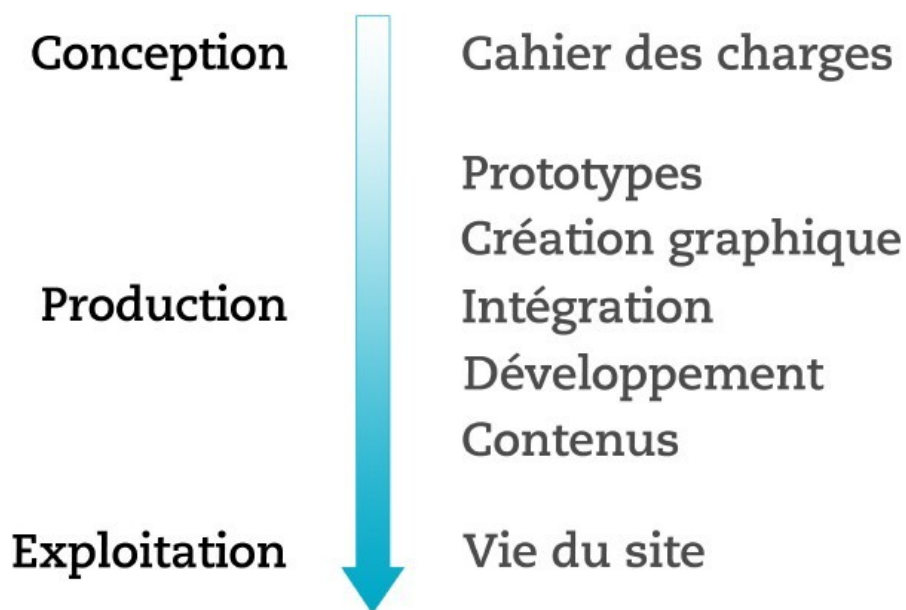 Conception
Cahier des charges
Prototypes
Création graphique
Production
Intégration
Développement
Contenus
Exploitation
Vie du site